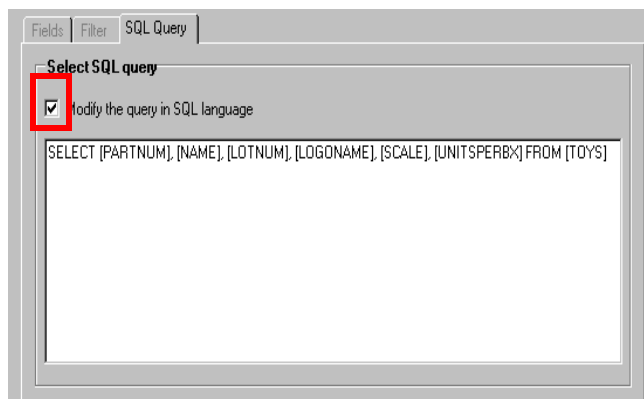 Fields Filter SQL Query
Select SQL query
Modify the query in SQL language
SELECT [PARTNUM], [NAME], [LOTNUM], [LOGONAME], [SCALE], [UNITSPERBX] FROM [TOYS]